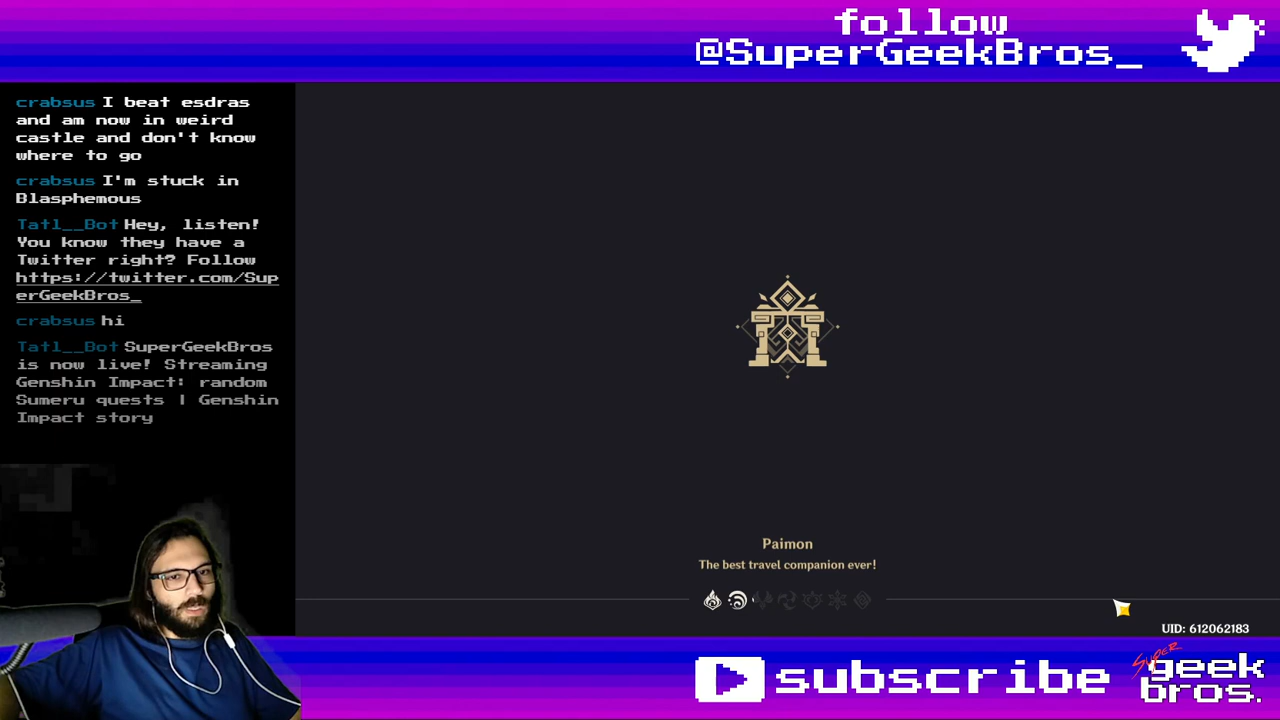 follow
@SuperGeekBros_
crabsus I beat esdras
and am now in weird
castle and don't know
where to go
crabsus I'm stuck in
Blasphemous
Tatl__Bot Hey, listen!
You know they have a
Twitter right? Follow
https://twitter.com/Sup
erGeekBros_
crabsus hi
Tatl__Bot SuperGeekBros
is now live! Streaming
Genshin Impact: random
Sumeru quests | Genshin
Impact story
Paimon
The best travel companion ever!
UID: 612062183
subscribe
SUPER
geek
bros.